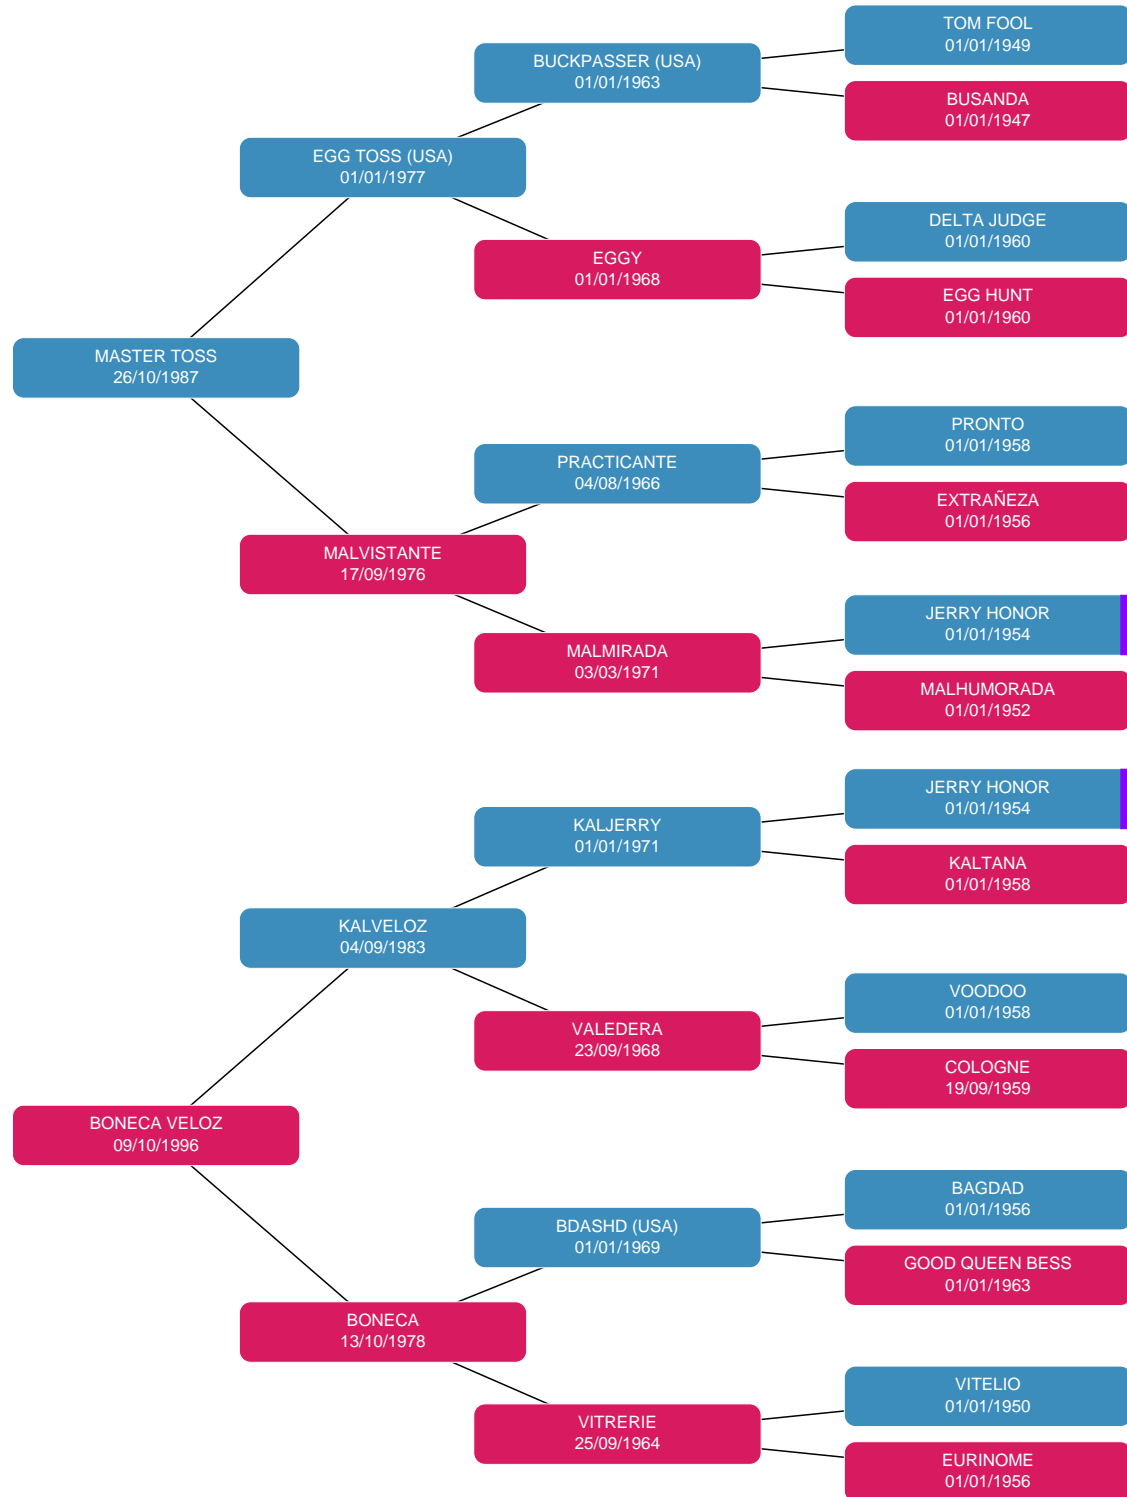 TOM FOOL
01/01/1949
BUCKPASSER (USA)
01/01/1963
BUSANDA
01/01/1947
EGG TOSS (USA)
01/01/1977
DELTA JUDGE
01/01/1960
EGGY
01/01/1968
EGG HUNT
01/01/1960
MASTER TOSS
26/10/1987
PRONTO
01/01/1958
PRACTICANTE
04/08/1966
EXTRAÑEZA
01/01/1956
MALVISTANTE
17/09/1976
JERRY HONOR
01/01/1954
MALMIRADA
03/03/1971
MALHUMORADA
01/01/1952
JERRY HONOR
01/01/1954
KALJERRY
01/01/1971
KALTANA
01/01/1958
KALVELOZ
04/09/1983
VOODOO
01/01/1958
VALEDERA
23/09/1968
COLOGNE
19/09/1959
BONECA VELOZ
09/10/1996
BAGDAD
01/01/1956
BDASHD (USA)
01/01/1969
GOOD QUEEN BESS
01/01/1963
BONECA
13/10/1978
VITELIO
01/01/1950
VITRERIE
25/09/1964
EURINOME
01/01/1956